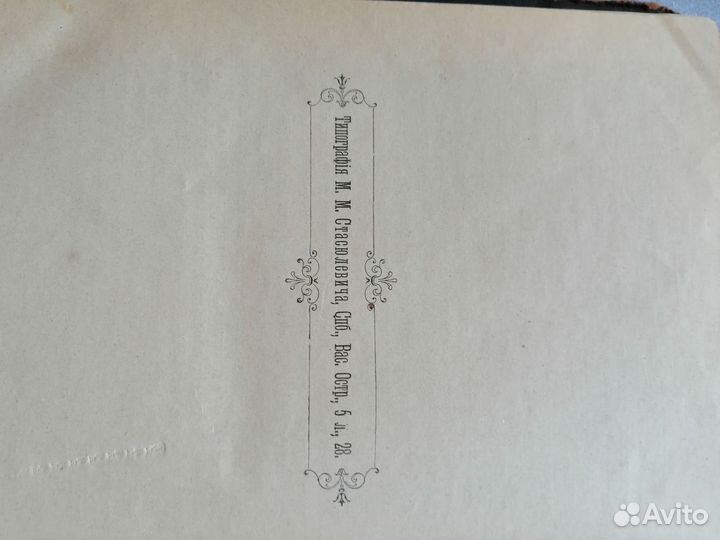 Типографія М. М. Стасюлевича, Спб., Вас. Остр., 5 л., 28.
Avito